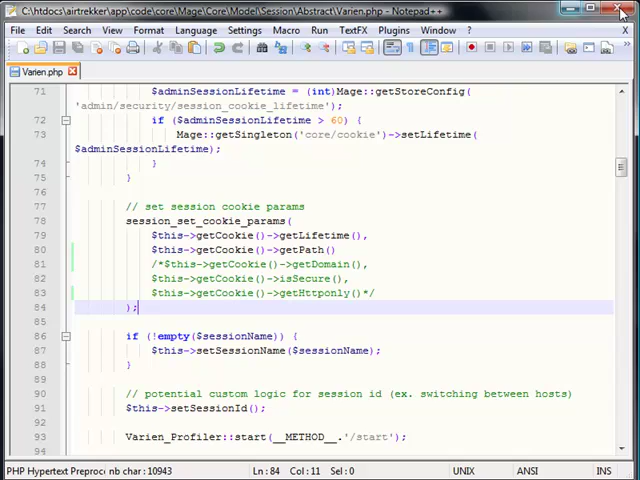 C:\htdocs\airtrekker\app\code\core\Mage\Core\Model\Session\Abstract\Varien.php - Notepad++
File Edit Search View Encoding Language Settings Macro Run TextFX Plugins Window ? X
Varien.php
71 $adminSessionLifetime = (int)Mage::getStoreConfig(
'admin/security/session_cookie_lifetime');
72 if ($adminSessionLifetime > 60) {
73 Mage::getSingleton('core/cookie')->setLifetime(
$adminSessionLifetime);
74 }
75 }
76
77 // set session cookie params
78 session_set_cookie_params(
79 $this->getCookie()->getLifetime(),
80 $this->getCookie()->getPath()
81 /*$this->getCookie()->getDomain(),
82 $this->getCookie()->isSecure(),
83 $this->getCookie()->getHttponly()*/
84 );
85
86 if (!empty($sessionName)) {
87 $this->setSessionName($sessionName);
88 }
89
90 // potential custom logic for session id (ex. switching between hosts)
91 $this->setSessionId();
92
93 Varien_Profiler::start(__METHOD__.'/start');
PHP Hypertext Preproce nb char : 10943 Ln : 84 Col : 11 Sel : 0 UNIX ANSI INS